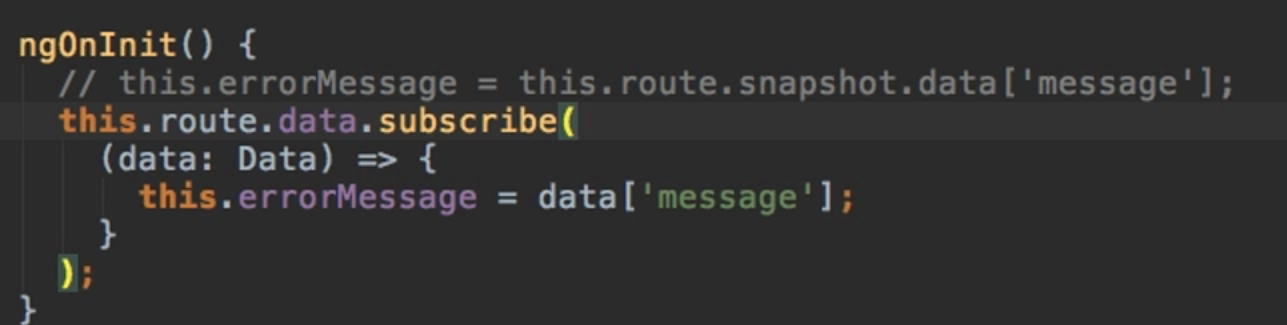 ngOnInit() {
  // this.errorMessage = this.route.snapshot.data['message'];
  this.route.data.subscribe(
    (data: Data) => {
      this.errorMessage = data['message'];
    }
  );
}